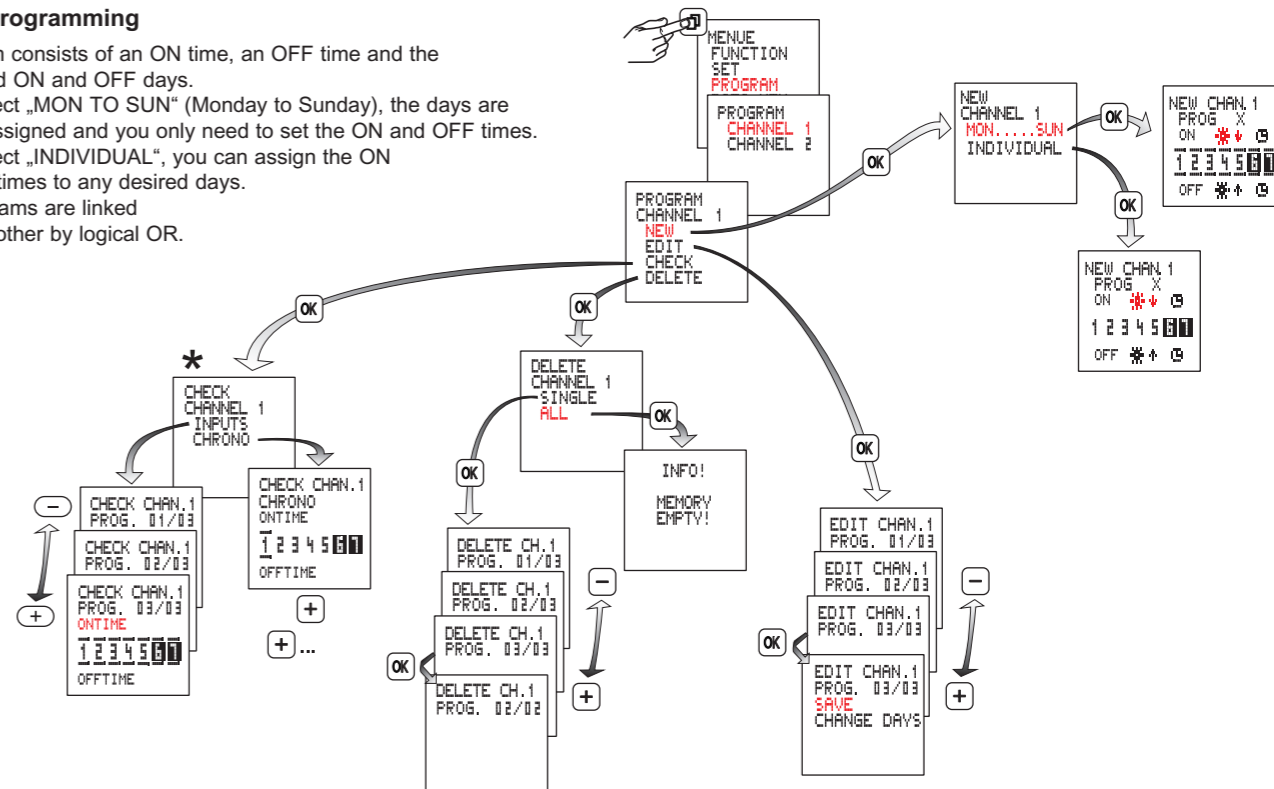 rogramming
n consists of an ON time, an OFF time and the
d ON and OFF days.
ect „MON TO SUN“ (Monday to Sunday), the days are
ssigned and you only need to set the ON and OFF times.
ect „INDIVIDUAL“, you can assign the ON
times to any desired days.
ams are linked
other by logical OR.
MENUE
FUNCTION
SET
PROGRAM
PROGRAM
CHANNEL 1
CHANNEL 2
OK
NEW
CHANNEL 1
MON.....SUN
INDIVIDUAL
OK
NEW CHAN.1
PROG X
ON
1 2 3 4 5 6 7
OFF
OK
NEW CHAN.1
PROG X
ON
1 2 3 4 5 6 7
OFF
PROGRAM
CHANNEL 1
NEW
EDIT
CHECK
DELETE
OK
*
CHECK
CHANNEL 1
INPUTS
CHRONO
−
+
CHECK CHAN.1
PROG. 01/03
CHECK CHAN.1
PROG. 02/03
CHECK CHAN.1
PROG. 03/03
ONTIME
1 2 3 4 5 6 7
OFFTIME
CHECK CHAN.1
CHRONO
ONTIME
1 2 3 4 5 6 7
OFFTIME
+
+...
OK
DELETE
CHANNEL 1
SINGLE
ALL
OK
INFO!
MEMORY
EMPTY!
OK
DELETE CH.1
PROG. 01/03
DELETE CH.1
PROG. 02/03
DELETE CH.1
PROG. 03/03
OK
DELETE CH.1
PROG. 02/02
−
+
OK
EDIT CHAN.1
PROG. 01/03
EDIT CHAN.1
PROG. 02/03
EDIT CHAN.1
PROG. 03/03
OK
EDIT CHAN.1
PROG. 03/03
SAVE
CHANGE DAYS
−
+